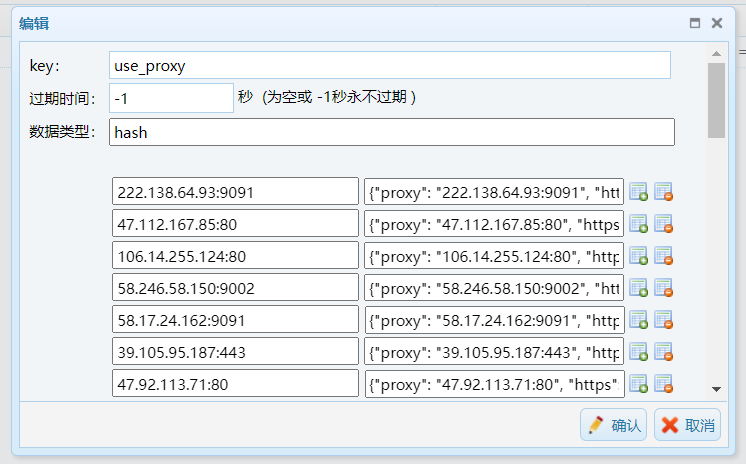 编辑
key: use_proxy
过期时间: -1 秒 (为空或 -1秒永不过期 )
数据类型: hash
222.138.64.93:9091 {"proxy": "222.138.64.93:9091", "htt
47.112.167.85:80 {"proxy": "47.112.167.85:80", "https
106.14.255.124:80 {"proxy": "106.14.255.124:80", "http
58.246.58.150:9002 {"proxy": "58.246.58.150:9002", "htt
58.17.24.162:9091 {"proxy": "58.17.24.162:9091", "http
39.105.95.187:443 {"proxy": "39.105.95.187:443", "http
47.92.113.71:80 {"proxy": "47.92.113.71:80", "https":
确认 取消